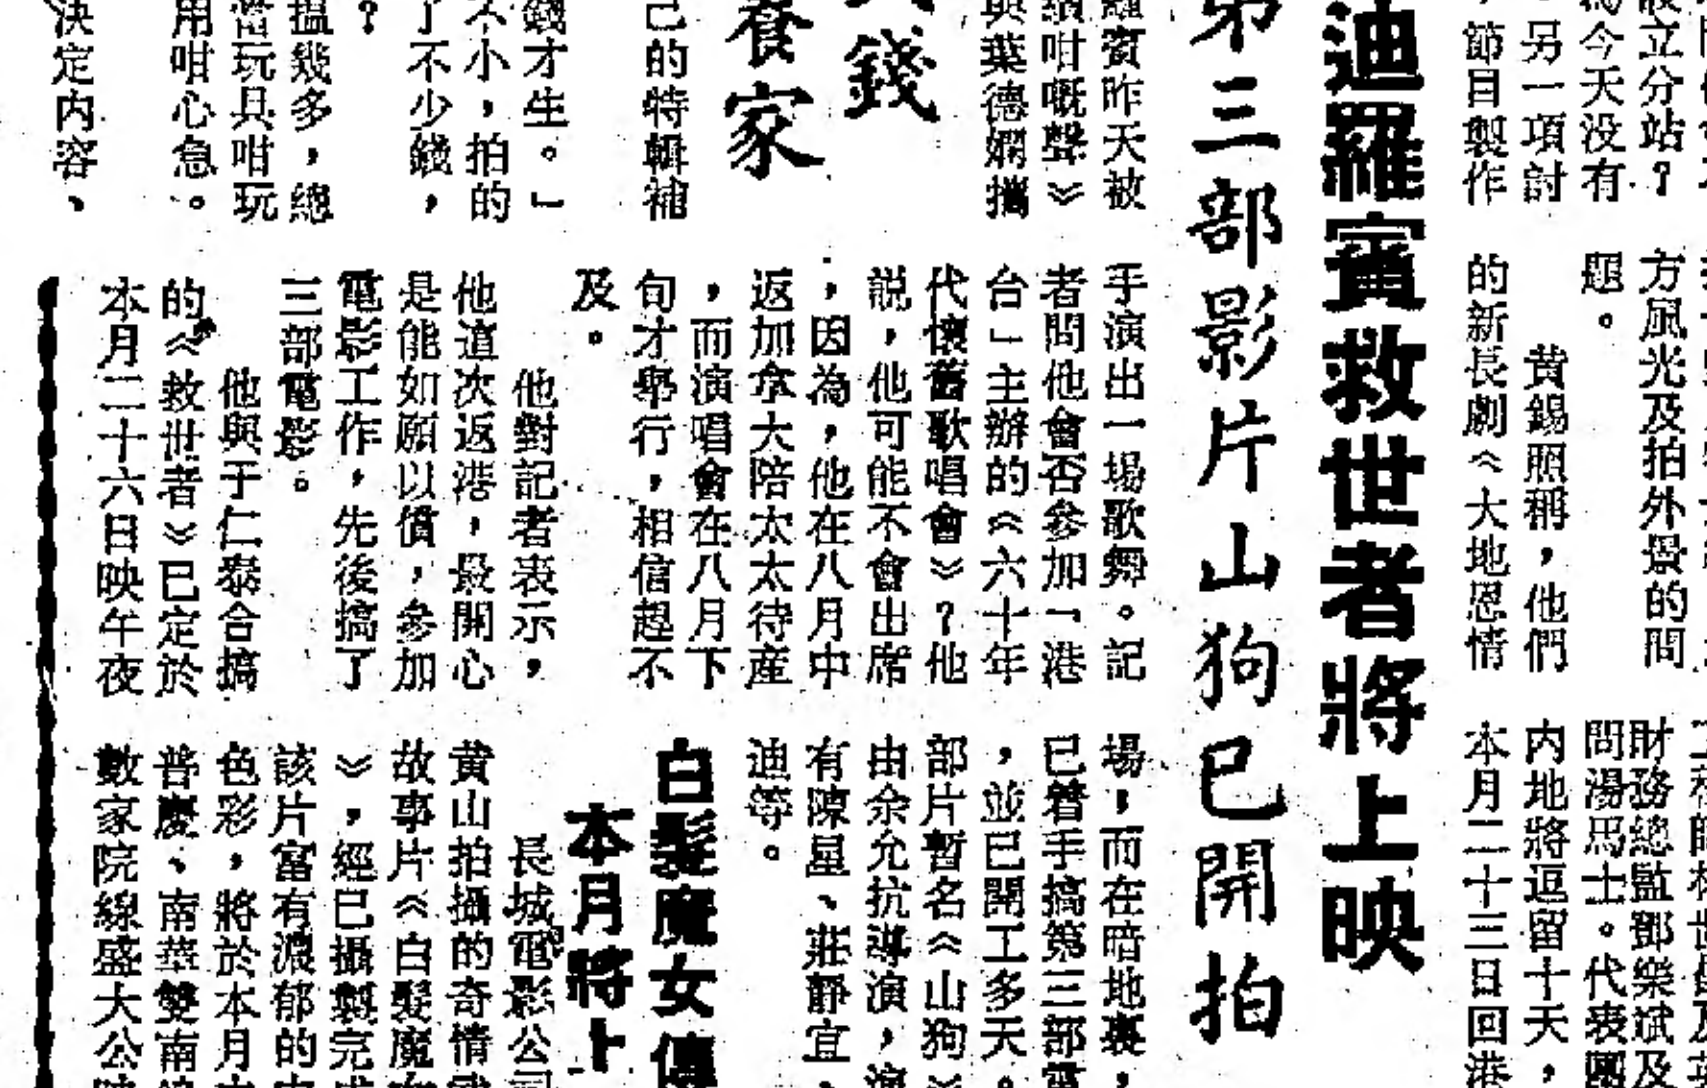 設立分站？
為今天没有
。另一項討
，節目製作
方風光及拍外景的問
題。
黄錫照稱，他們
的新長劇《大地恩情
財務總監鄧樂斌及
問湯馬士。代表團
内地將逗留十天，
本月二十三日回港
迪羅賓救世者將上映
第三部影片山狗已開拍
羅賓昨天被
續咁嘅聲》
與葉德嫻攜
手演出一場歌舞。記
者問他會否參加「港
台」主辦的《六十年
代懷舊歌唱會》？他
説，他可能不會出席
，因為，他在八月中
返加拿大陪太太待産
，而演唱會在八月下
旬才舉行，相信趕不
及。
他對記者表示，
他這次返港，最開心
是能如願以償，參加
電影工作，先後搞了
三部電影。
他與于仁泰合搞
的《救世者》已定於
本月二十六日映午夜
場，而在暗地裏，
已着手搞第三部電
，並已開工多天。
部片暫名《山狗》
由余允抗導演，演
有陳星、莊靜宜、
迪等。
錢
養家
己的特輯補
錢才生。」
不小，拍的
了不少錢，
？
搵幾多，總
當玩具咁玩
用咁心急。
決定内容、
白髮魔女傳
本月將上
長城電影公司
黄山拍攝的奇情武
故事片《白髮魔女
》，經已攝製完成
該片富有濃郁的
色彩，將於本月
普慶、南華雙南
數家院線盛大公映